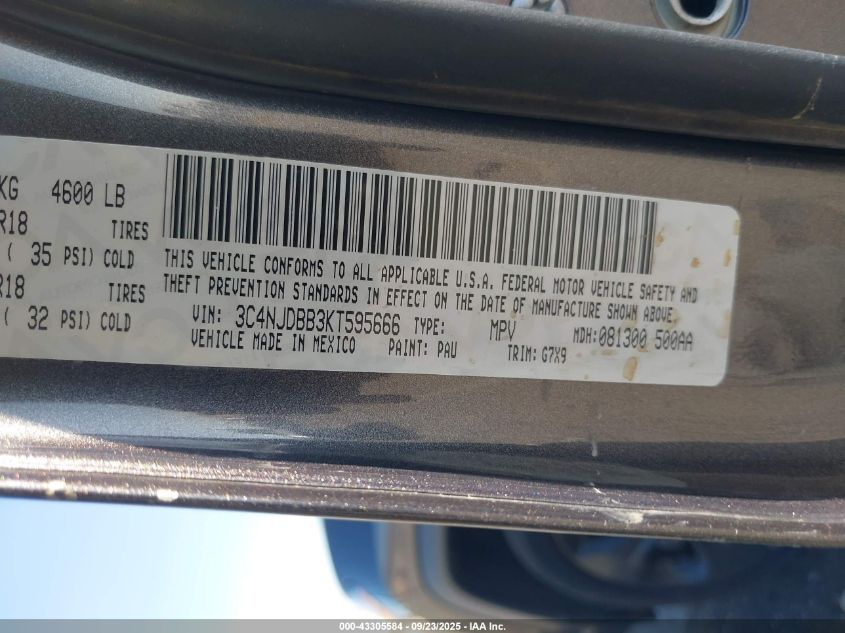 KG 4600 LB
R18 TIRES
( 35 PSI) COLD
R18 TIRES
( 32 PSI) COLD
THIS VEHICLE CONFORMS TO ALL APPLICABLE U.S.A. FEDERAL MOTOR VEHICLE SAFETY AND
THEFT PREVENTION STANDARDS IN EFFECT ON THE DATE OF MANUFACTURE SHOWN ABOVE.
VIN: 3C4NJDBB3KT595666 TYPE: MPV MDH: 081300 500AA
VEHICLE MADE IN MEXICO PAINT: PAU TRIM: G7X9
000-43305584 - 09/23/2025 - IAA Inc.